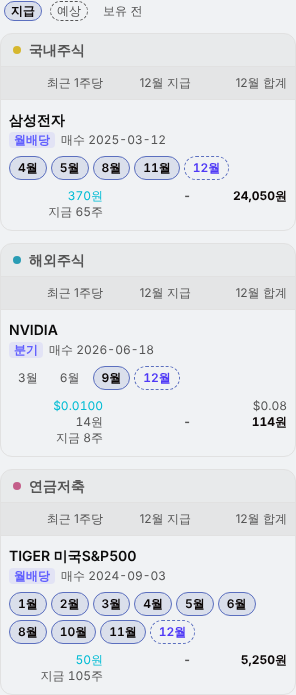 지급 예상 보유 전
국내주식
최근 1주당 12월 지급 12월 합계
삼성전자
월배당 매수 2025-03-12
4월 5월 8월 11월 12월
370원 - 24,050원
지금 65주
해외주식
최근 1주당 12월 지급 12월 합계
NVIDIA
분기 매수 2026-06-18
3월 6월 9월 12월
$0.0100 $0.08
14원 - 114원
지금 8주
연금저축
최근 1주당 12월 지급 12월 합계
TIGER 미국S&P500
월배당 매수 2024-09-03
1월 2월 3월 4월 5월 6월
8월 10월 11월 12월
50원 - 5,250원
지금 105주